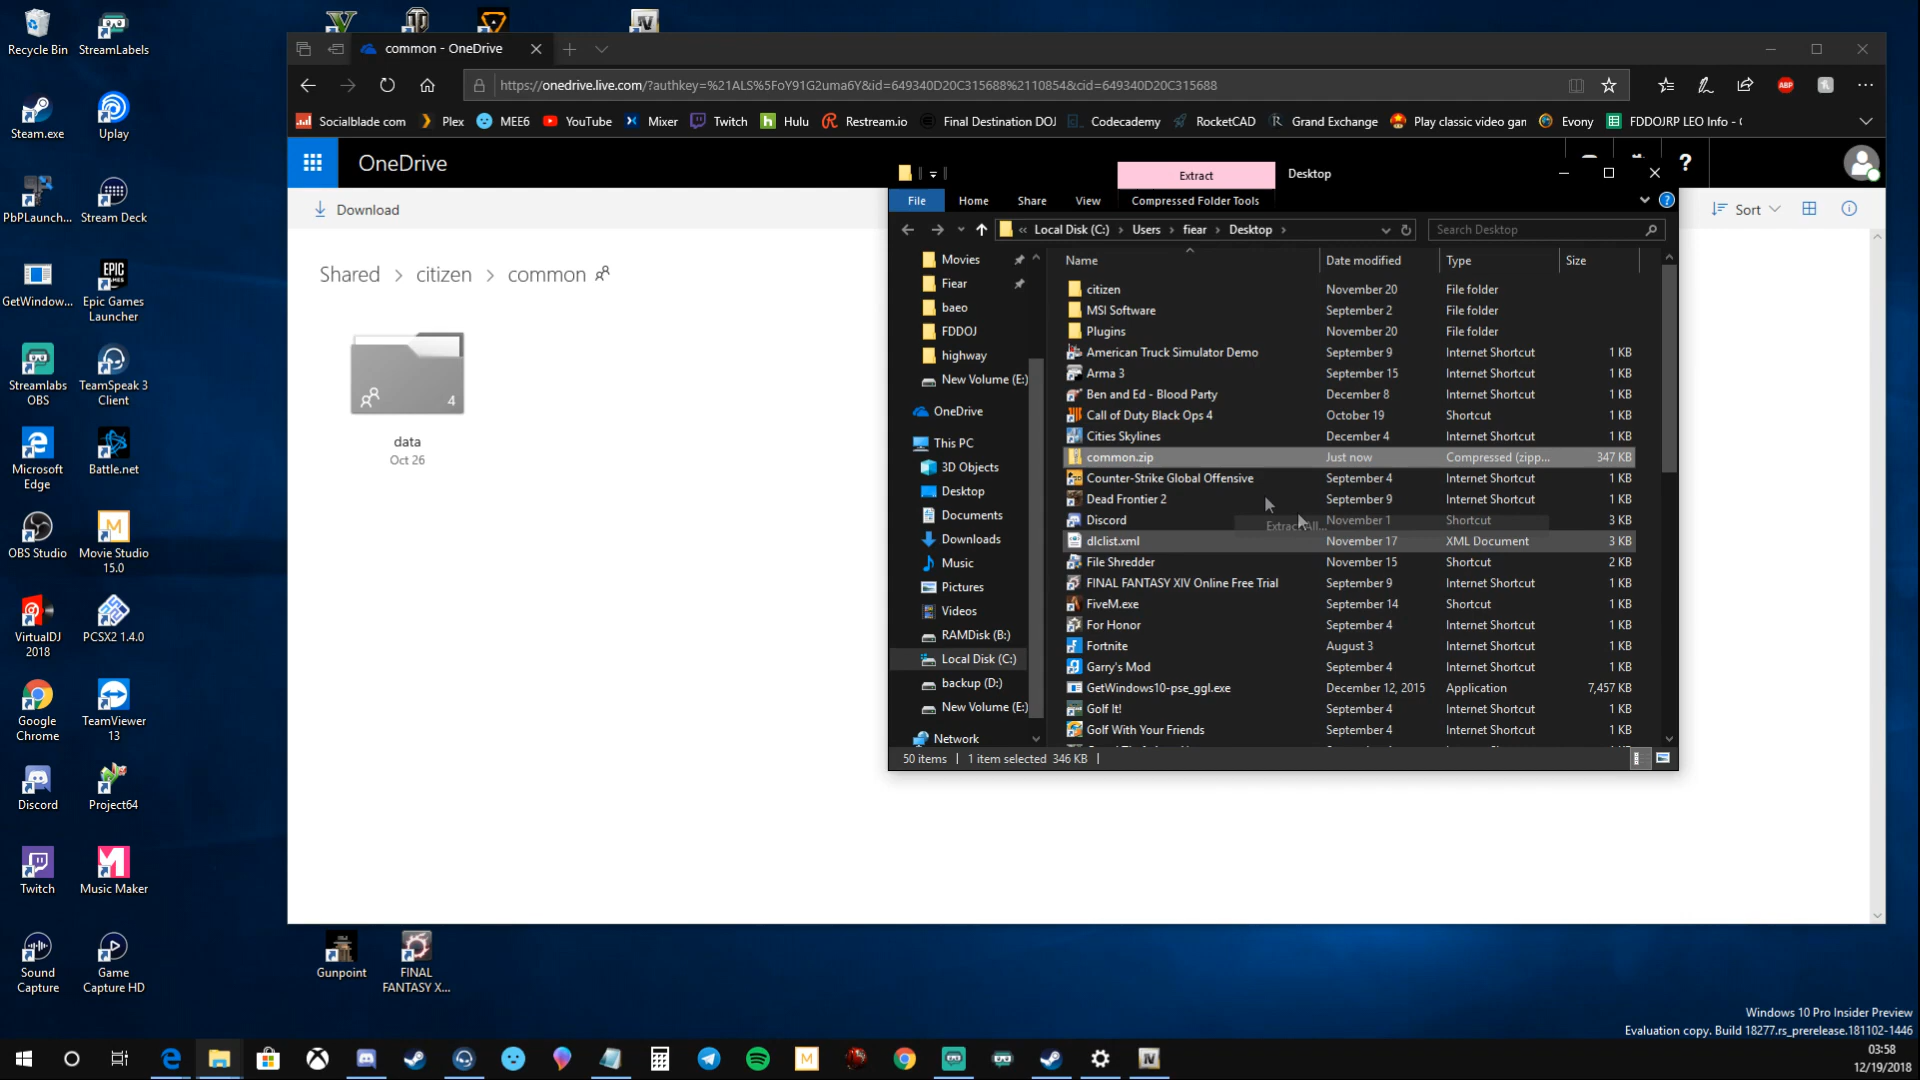 Recycle Bin
StreamLabels
Steam.exe
Uplay
PbPLaunch...
Stream Deck
GetWindow...
Epic Games
Launcher
Streamlabs
OBS
TeamSpeak 3
Client
Microsoft
Edge
Battle.net
OBS Studio
Movie Studio
15.0
VirtualDJ
2018
PCSX2 1.4.0
Google
Chrome
TeamViewer
13
Discord
Project64
Twitch
Music Maker
Sound
Capture
Game
Capture HD
Gunpoint
FINAL
FANTASY X...
common - OneDrive
https://onedrive.live.com/?authkey=%21ALS%5FoY91G2uma6Y&id=649340D20C315688%2110854&cid=649340D20C315688
Socialblade.com
Plex
MEE6
YouTube
Mixer
Twitch
Hulu
Restream.io
Final Destination DOJ
Codecademy
RocketCAD
Grand Exchange
Play classic video gan
Evony
FDDOJRP LEO Info - (
OneDrive
Download
Sort
Shared > citizen > common
4
data
Oct 26
Extract
Desktop
File
Home
Share
View
Compressed Folder Tools
« Local Disk (C:) > Users > fiear > Desktop >
Search Desktop
Movies
Fiear
baeo
FDDOJ
highway
New Volume (E:)
OneDrive
This PC
3D Objects
Desktop
Documents
Downloads
Music
Pictures
Videos
RAMDisk (B:)
Local Disk (C:)
backup (D:)
New Volume (E:)
Network
Name Date modified Type Size
citizen November 20 File folder
MSI Software September 2 File folder
Plugins November 20 File folder
American Truck Simulator Demo September 9 Internet Shortcut 1 KB
Arma 3 September 15 Internet Shortcut 1 KB
Ben and Ed - Blood Party December 8 Internet Shortcut 1 KB
Call of Duty Black Ops 4 October 19 Shortcut 1 KB
Cities Skylines December 4 Internet Shortcut 1 KB
common.zip Just now Compressed (zipp... 347 KB
Counter-Strike Global Offensive September 4 Internet Shortcut 1 KB
Dead Frontier 2 September 9 Internet Shortcut 1 KB
Discord November 1 Shortcut 3 KB
Extract All...
dlclist.xml November 17 XML Document 3 KB
File Shredder November 15 Shortcut 2 KB
FINAL FANTASY XIV Online Free Trial September 9 Internet Shortcut 1 KB
FiveM.exe September 14 Shortcut 1 KB
For Honor September 4 Internet Shortcut 1 KB
Fortnite August 3 Internet Shortcut 1 KB
Garry's Mod September 4 Internet Shortcut 1 KB
GetWindows10-pse_ggl.exe December 12, 2015 Application 7,457 KB
Golf It! September 4 Internet Shortcut 1 KB
Golf With Your Friends September 4 Internet Shortcut 1 KB
50 items
1 item selected 346 KB
Windows 10 Pro Insider Preview
Evaluation copy. Build 18277.rs_prerelease.181102-1446
03:58
12/19/2018